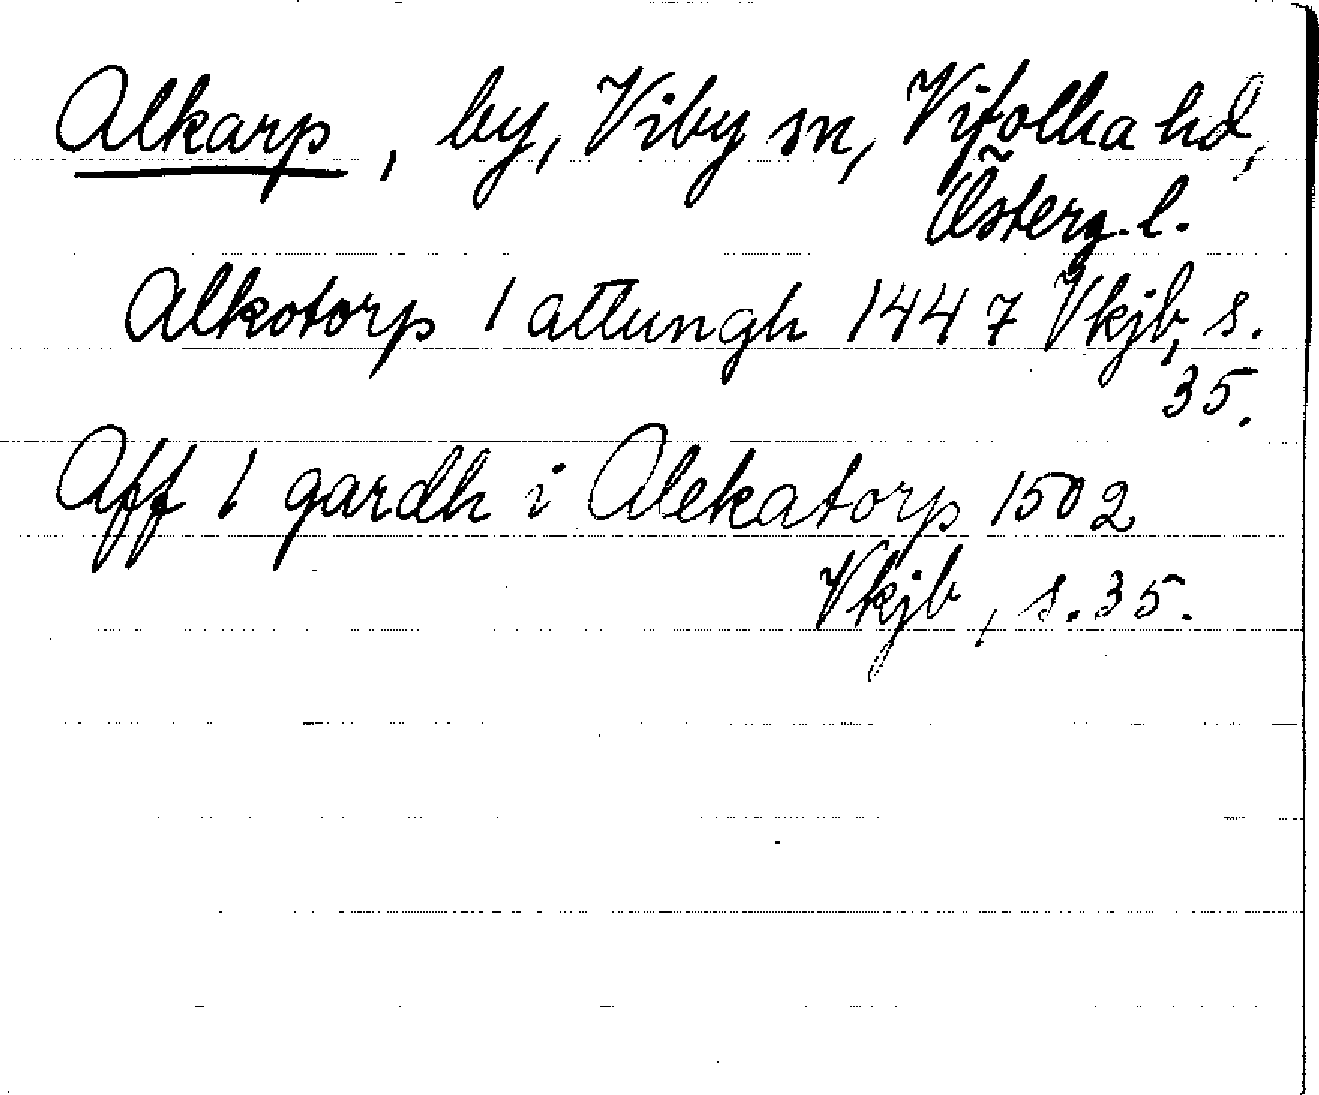 Alkarp, by, Viby sn, Vifolka hd,
Österg. l.
Alkotorp 1 attungh 1447 Vkjb, s.
35.
Aff 1 gardh i Alekatorp 1502
Vkjb, s. 35.